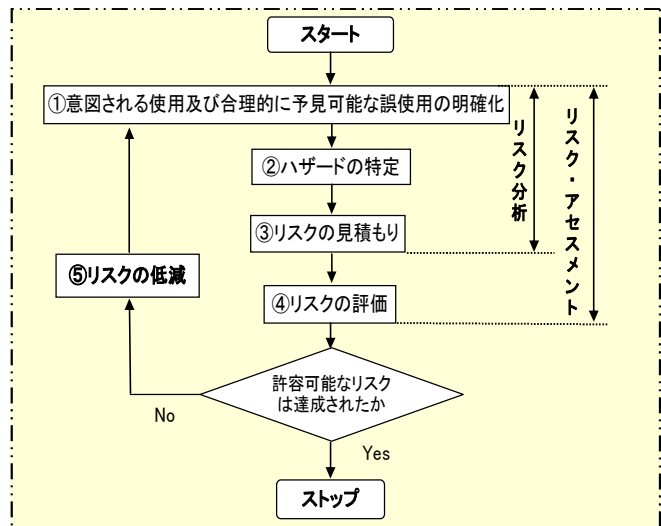 スタート
①意図される使用及び合理的に予見可能な誤使用の明確化
②ハザードの特定
③リスクの見積もり
④リスクの評価
⑤リスクの低減
許容可能なリスク
は達成されたか
No
Yes
ストップ
リスク分析
リスク・アセスメント